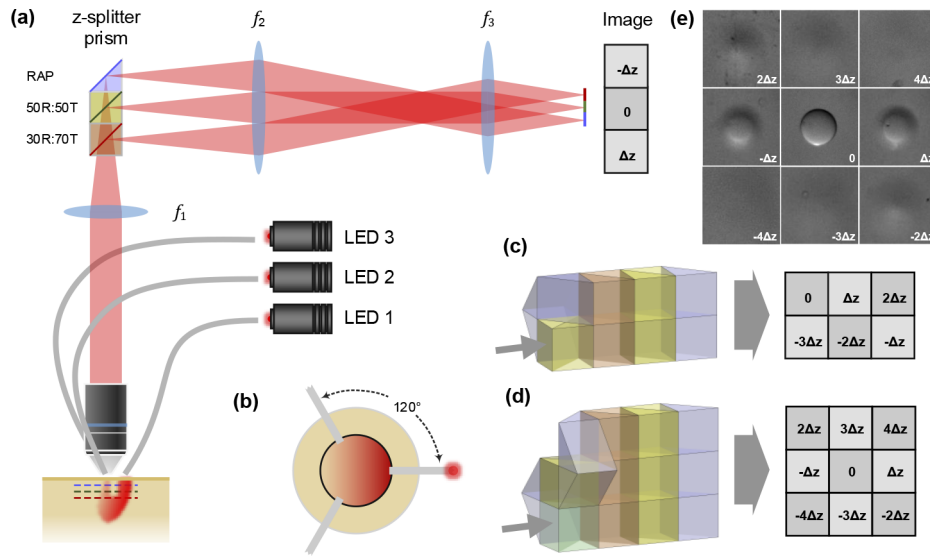 (a)
z-splitter
prism
RAP
50R:50T
30R:70T
f₂
f₃
Image
-Δz
0
Δz
f₁
LED 3
LED 2
LED 1
(b)
120°
(e)
2Δz
3Δz
4Δz
-Δz
0
Δz
-4Δz
-3Δz
-2Δz
(c)
0 Δz 2Δz
-3Δz -2Δz -Δz
(d)
2Δz 3Δz 4Δz
-Δz 0 Δz
-4Δz -3Δz -2Δz